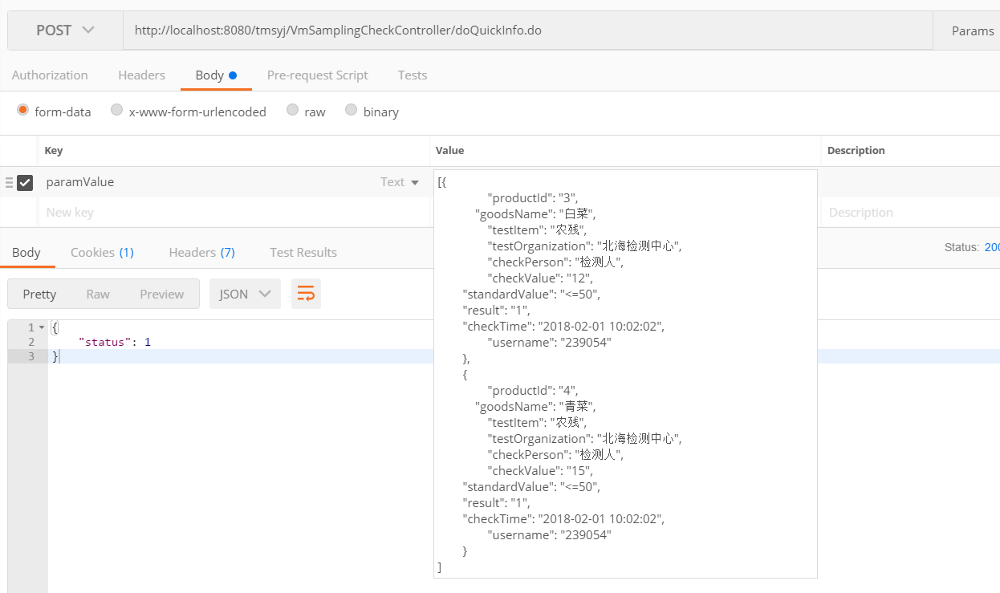 POST http://localhost:8080/tmsyj/VmSamplingCheckController/doQuickInfo.do Params
Authorization Headers Body Pre-request Script Tests
form-data x-www-form-urlencoded raw binary
Key Value Description
paramValue Text
New key Description
[{
"productId": "3",
"goodsName": "白菜",
"testItem": "农残",
"testOrganization": "北海检测中心",
"checkPerson": "检测人",
"checkValue": "12",
"standardValue": "<=50",
"result": "1",
"checkTime": "2018-02-01 10:02:02",
"username": "239054"
},
{
"productId": "4",
"goodsName": "青菜",
"testItem": "农残",
"testOrganization": "北海检测中心",
"checkPerson": "检测人",
"checkValue": "15",
"standardValue": "<=50",
"result": "1",
"checkTime": "2018-02-01 10:02:02",
"username": "239054"
}
]
Body Cookies (1) Headers (7) Test Results Status: 200
Pretty Raw Preview JSON
1 {
2 "status": 1
3 }